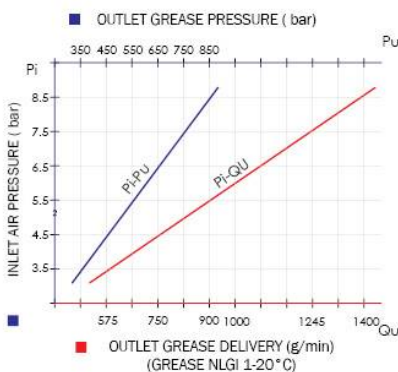 OUTLET GREASE PRESSURE ( bar)
350 450 550 650 750 850
Pu
Pi
8.5
7.5
6.5
5.5
2
4.5
3.5
INLET AIR PRESSURE ( bar)
Pi-PU
Pi-QU
575 750 900 1000 1245 1400
Qu
OUTLET GREASE DELIVERY (g/min)
(GREASE NLGI 1-20°C)